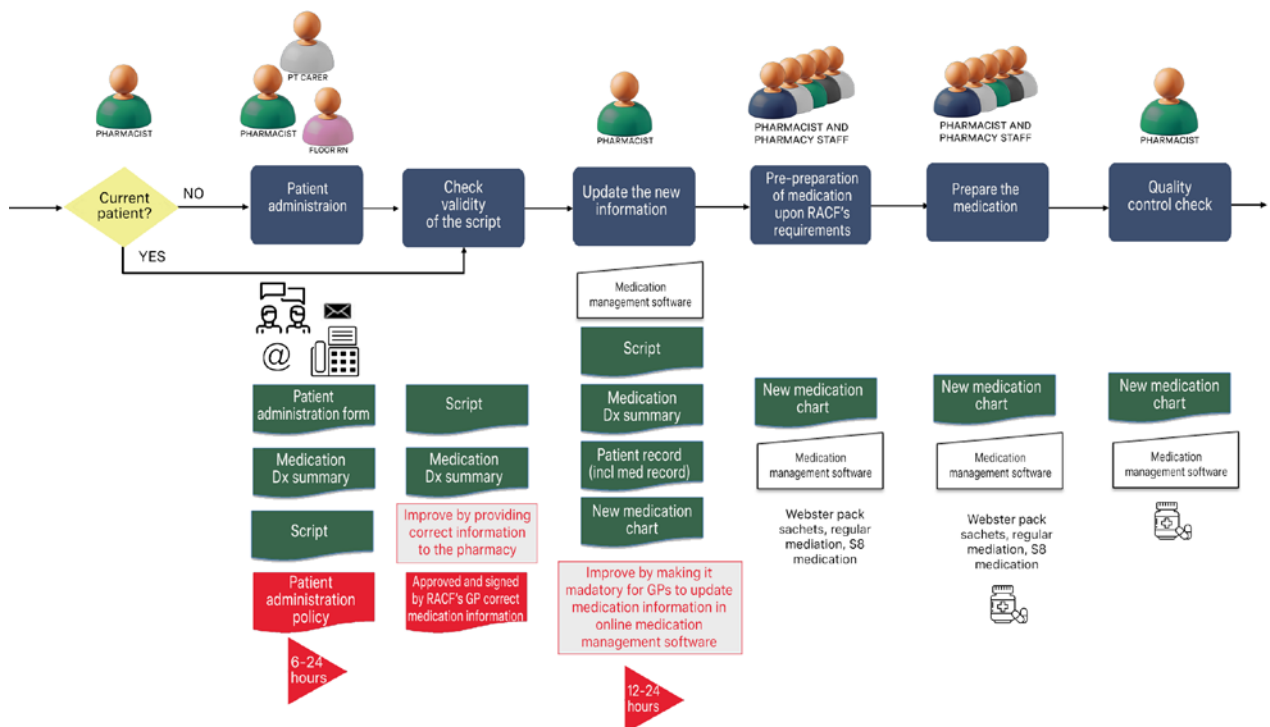 PT CARER
PHARMACIST
PHARMACIST
FLOOR RN
PHARMACIST
PHARMACIST AND
PHARMACY STAFF
PHARMACIST AND
PHARMACY STAFF
PHARMACIST
Current
patient?
NO
YES
Patient
administraion
Check
validity
of the script
Update the new
information
Pre-preparation
of medication
upon RACF's
requirements
Prepare the
medication
Quality
control check
@
Patient
administration form
Medication
Dx summary
Script
Patient
administration
policy
6-24
hours
Script
Medication
Dx summary
Improve by providing
correct information
to the pharmacy
Approved and signed
by RACF's GP correct
medication information
Medication
management software
Script
Medication
Dx summary
Patient record
(incl med record)
New medication
chart
Improve by making it
madatory for GPs to update
medication information in
online medication
management software
12-24
hours
New medication
chart
Medication
management software
Webster pack
sachets, regular
mediation, S8
medication
New medication
chart
Medication
management software
Webster pack
sachets, regular
mediation, S8
medication
New medication
chart
Medication
management software